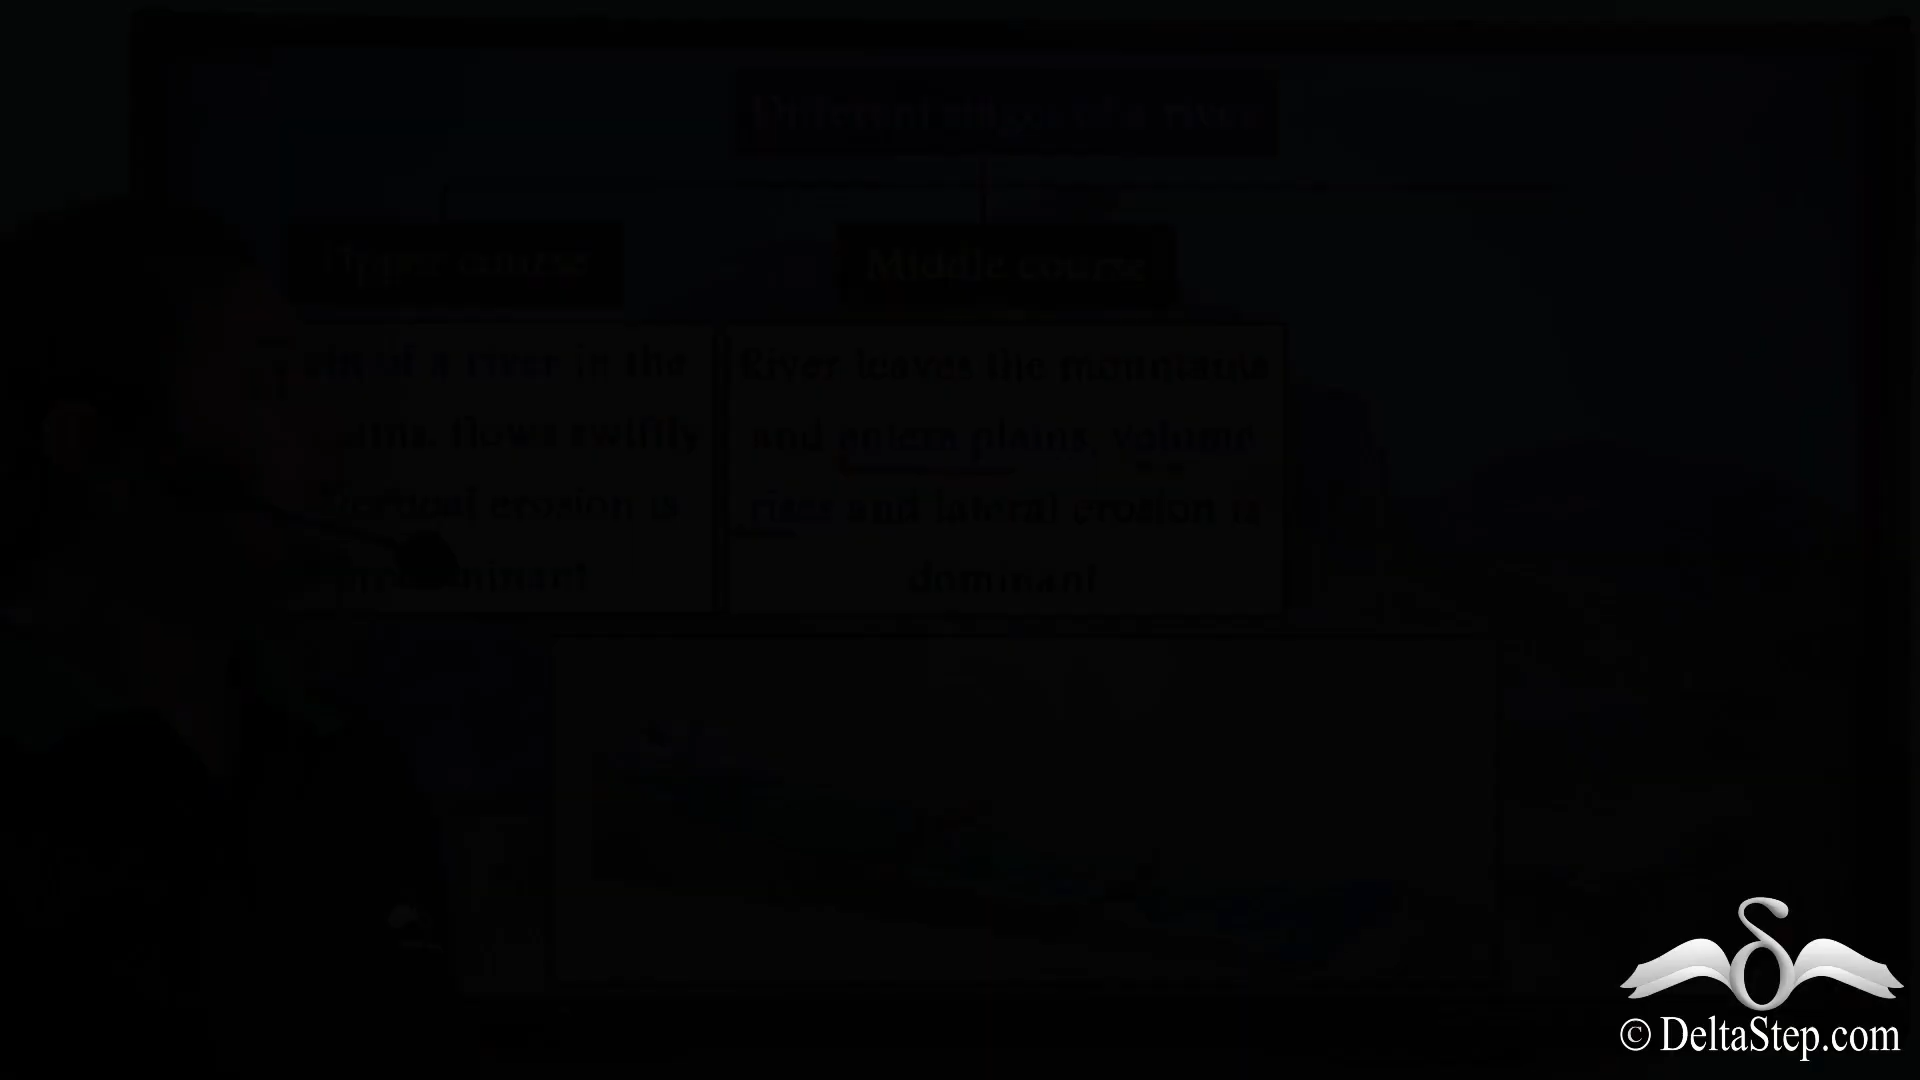 Different stages of a river
Upper course
Middle course
of a river in the
flows swiftly
Vertical erosion is
River leaves the mountains
and enters plains, volume
rises and lateral erosion is
dominant
© DeltaStep.com